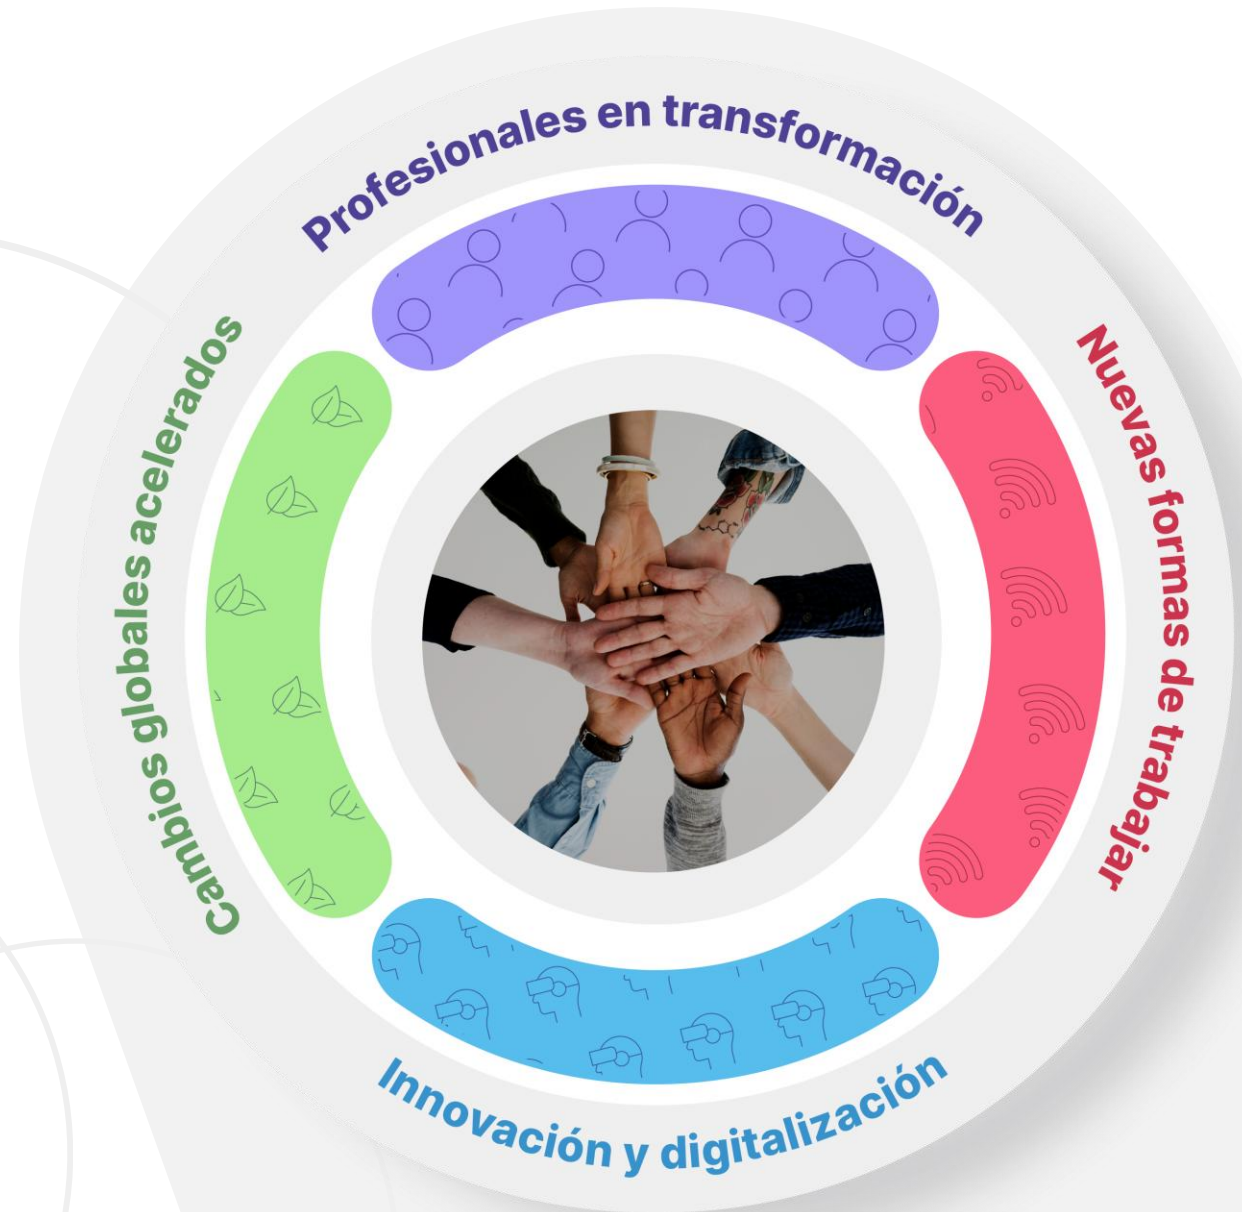 Profesionales en transformación
Nuevas formas de trabajar
Innovación y digitalización
Cambios globales acelerados